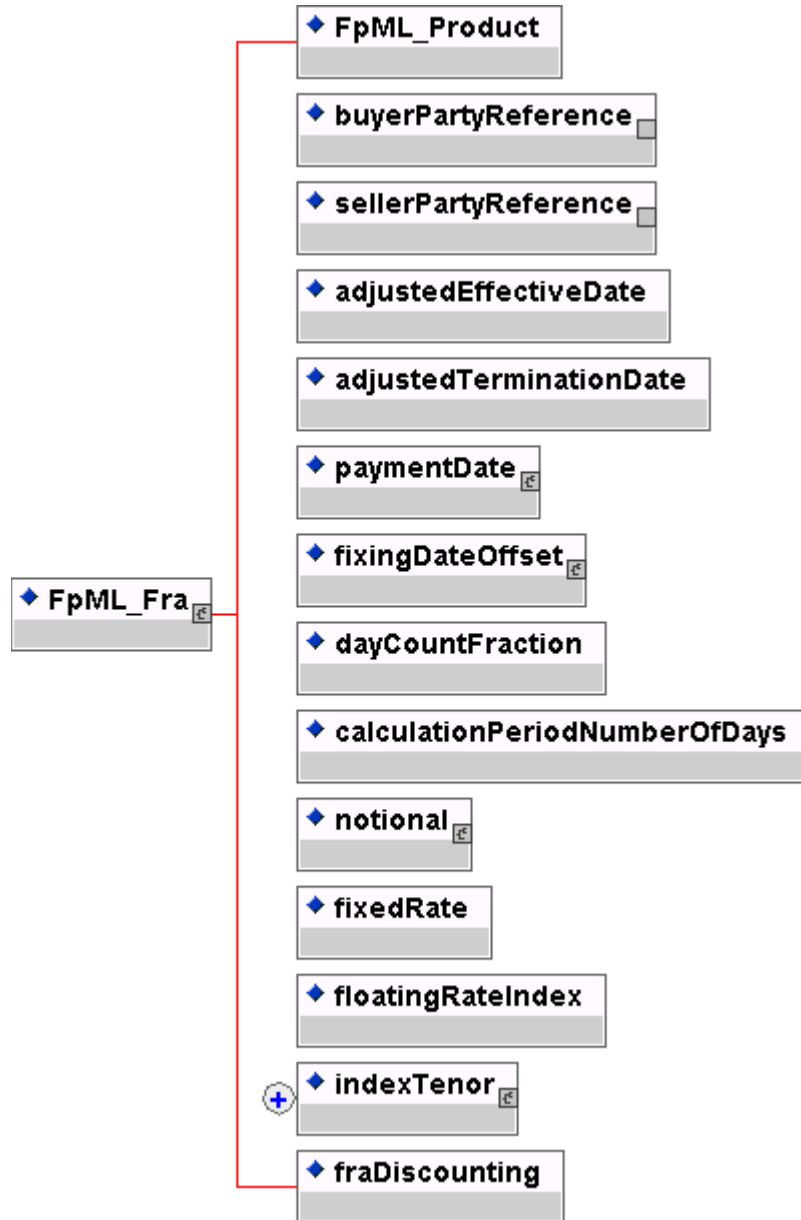 FpML_Product
buyerPartyReference
sellerPartyReference
adjustedEffectiveDate
adjustedTerminationDate
paymentDate
fixingDateOffset
FpML_Fra
dayCountFraction
calculationPeriodNumberOfDays
notional
fixedRate
floatingRateIndex
indexTenor
fraDiscounting